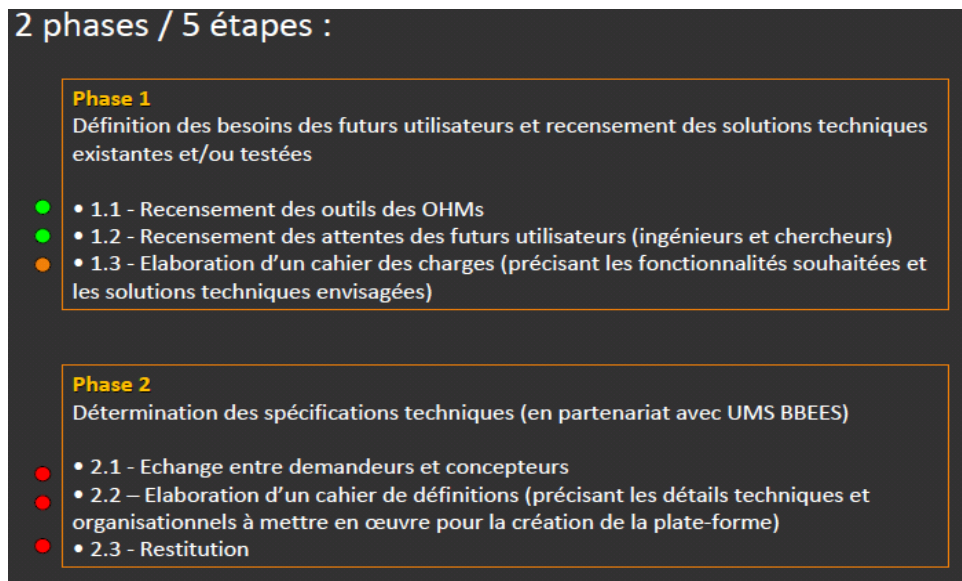 2 phases / 5 étapes :
Phase 1
Définition des besoins des futurs utilisateurs et recensement des solutions techniques
existantes et/ou testées
• 1.1 - Recensement des outils des OHMs
• 1.2 - Recensement des attentes des futurs utilisateurs (ingénieurs et chercheurs)
• 1.3 - Elaboration d’un cahier des charges (précisant les fonctionnalités souhaitées et
les solutions techniques envisagées)
Phase 2
Détermination des spécifications techniques (en partenariat avec UMS BBEES)
• 2.1 - Echange entre demandeurs et concepteurs
• 2.2 – Elaboration d’un cahier de définitions (précisant les détails techniques et
organisationnels à mettre en œuvre pour la création de la plate-forme)
• 2.3 - Restitution